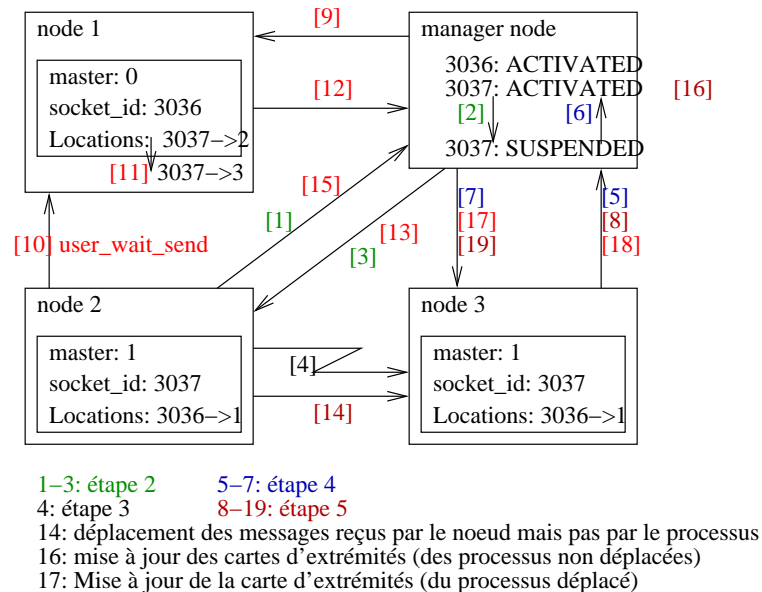 node 1
[9]
manager node
master: 0
socket_id: 3036
Locations: 3037->2
[11] 3037->3
[12]
3036: ACTIVATED
3037: ACTIVATED
[16]
[2]
[6]
3037: SUSPENDED
[15]
[1]
[13]
[3]
[7]
[17]
[19]
[5]
[8]
[18]
[10] user_wait_send
node 2
master: 1
socket_id: 3037
Locations: 3036->1
[4]
[14]
node 3
master: 1
socket_id: 3037
Locations: 3036->1
1-3: étape 2
5-7: étape 4
4: étape 3
8-19: étape 5
14: déplacement des messages reçus par le noeud mais pas par le processus
16: mise à jour des cartes d'extrémités (des processus non déplacées)
17: Mise à jour de la carte d'extrémités (du processus déplacé)